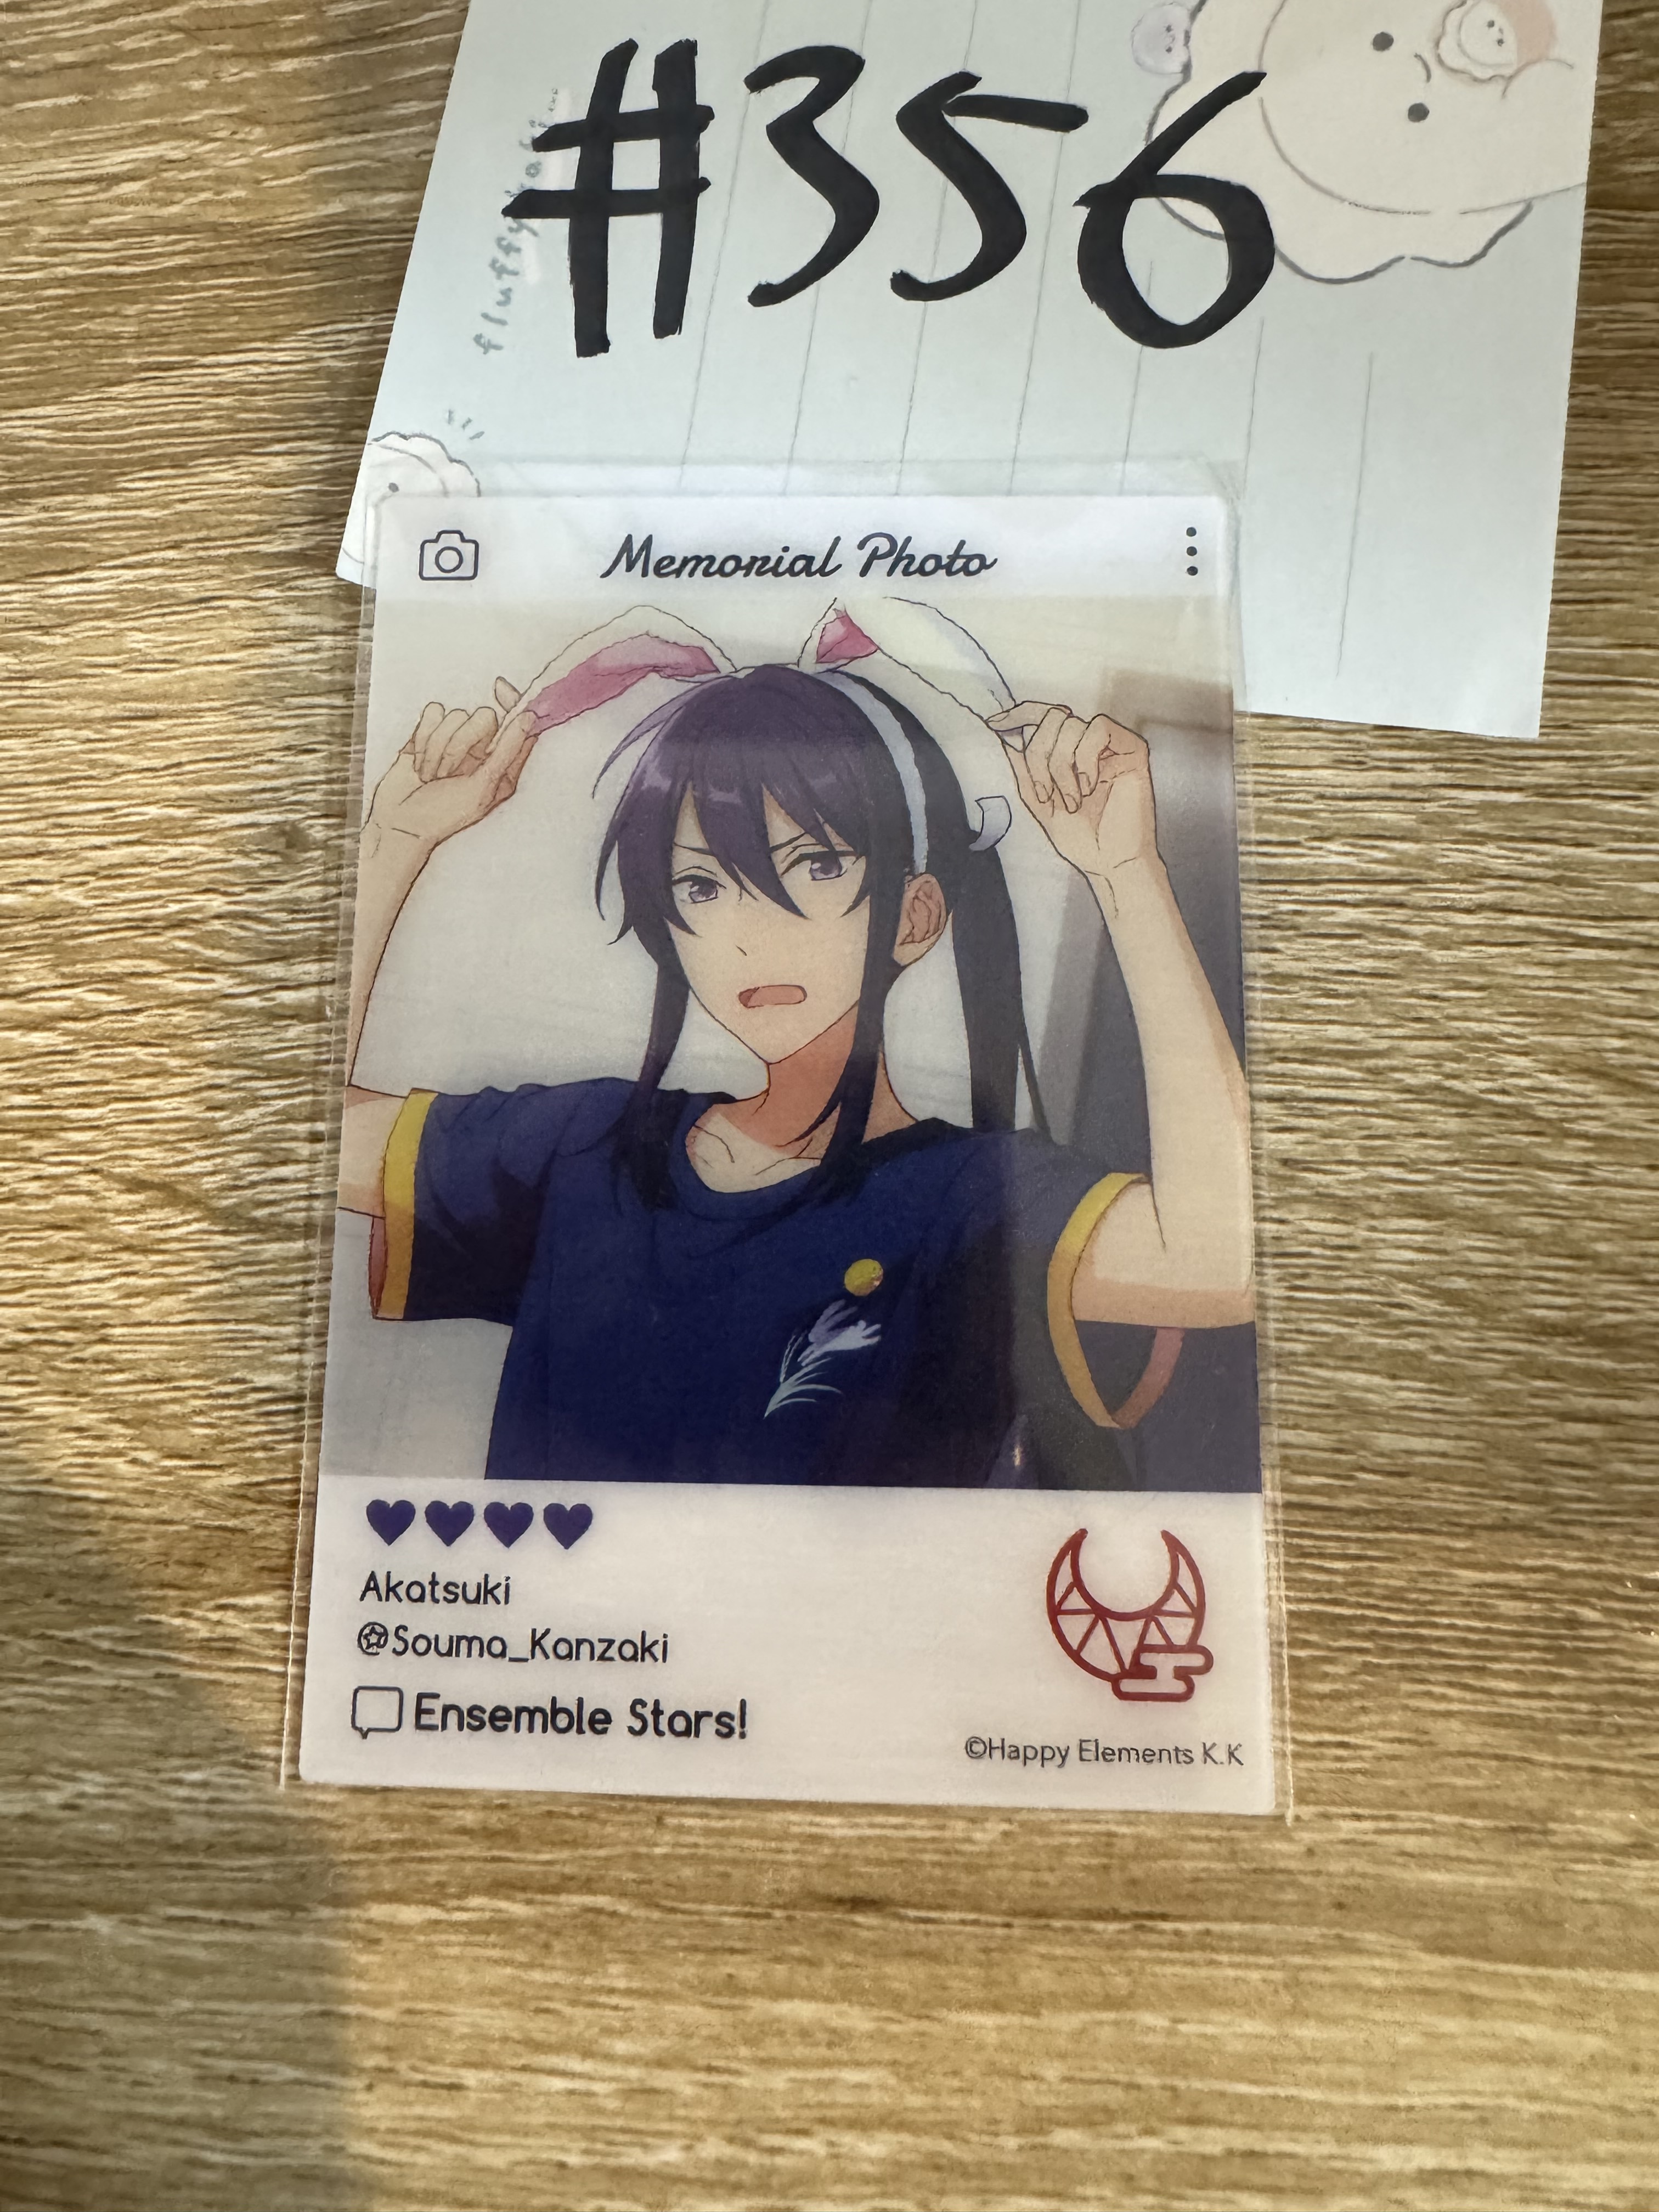 #356
Memorial Photo
Akatsuki
@Souma_Kanzaki
Ensemble Stars!
©Happy Elements K.K